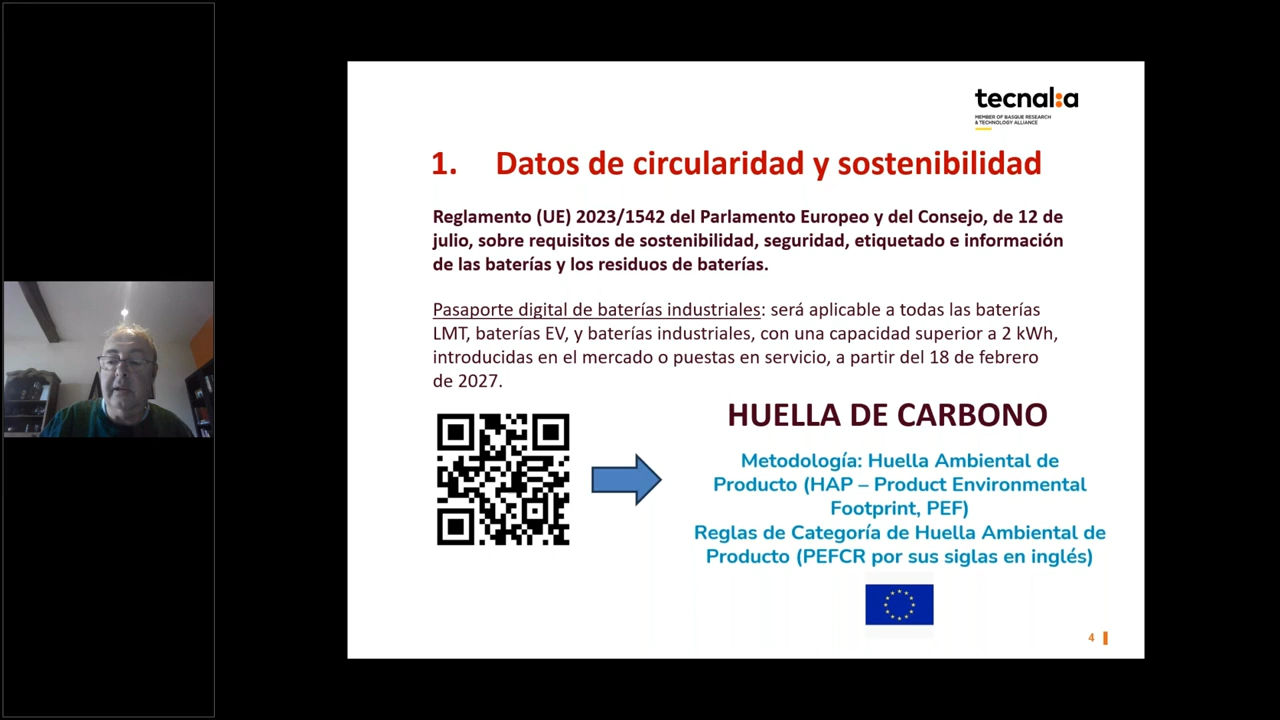 tecnal:a
MEMBER OF BASQUE RESEARCH
& TECHNOLOGY ALLIANCE
1. Datos de circularidad y sostenibilidad
Reglamento (UE) 2023/1542 del Parlamento Europeo y del Consejo, de 12 de
julio, sobre requisitos de sostenibilidad, seguridad, etiquetado e información
de las baterías y los residuos de baterías.
Pasaporte digital de baterías industriales: será aplicable a todas las baterías
LMT, baterías EV, y baterías industriales, con una capacidad superior a 2 kWh,
introducidas en el mercado o puestas en servicio, a partir del 18 de febrero
de 2027.
HUELLA DE CARBONO
Metodología: Huella Ambiental de
Producto (HAP – Product Environmental
Footprint, PEF)
Reglas de Categoría de Huella Ambiental de
Producto (PEFCR por sus siglas en inglés)
4